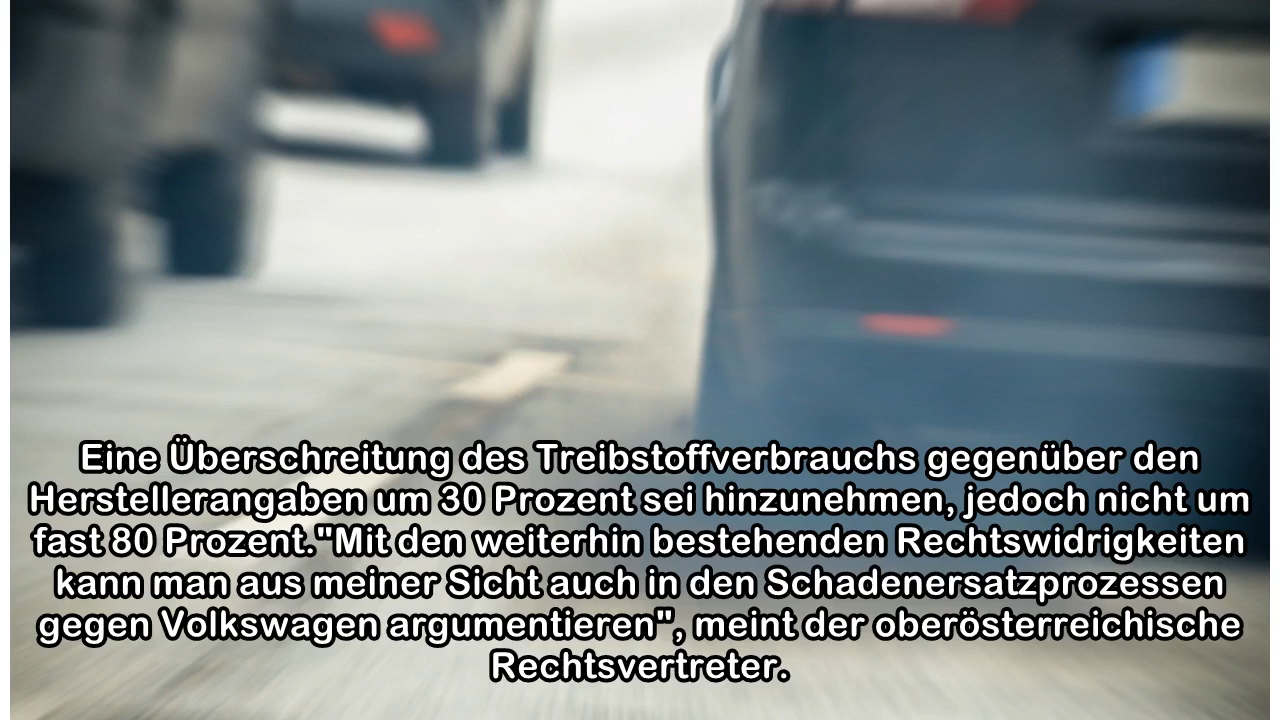 Eine Überschreitung des Treibstoffverbrauchs gegenüber den
Herstellerangaben um 30 Prozent sei hinzunehmen, jedoch nicht um
fast 80 Prozent."Mit den weiterhin bestehenden Rechtswidrigkeiten
kann man aus meiner Sicht auch in den Schadenersatzprozessen
gegen Volkswagen argumentieren", meint der oberösterreichische
Rechtsvertreter.